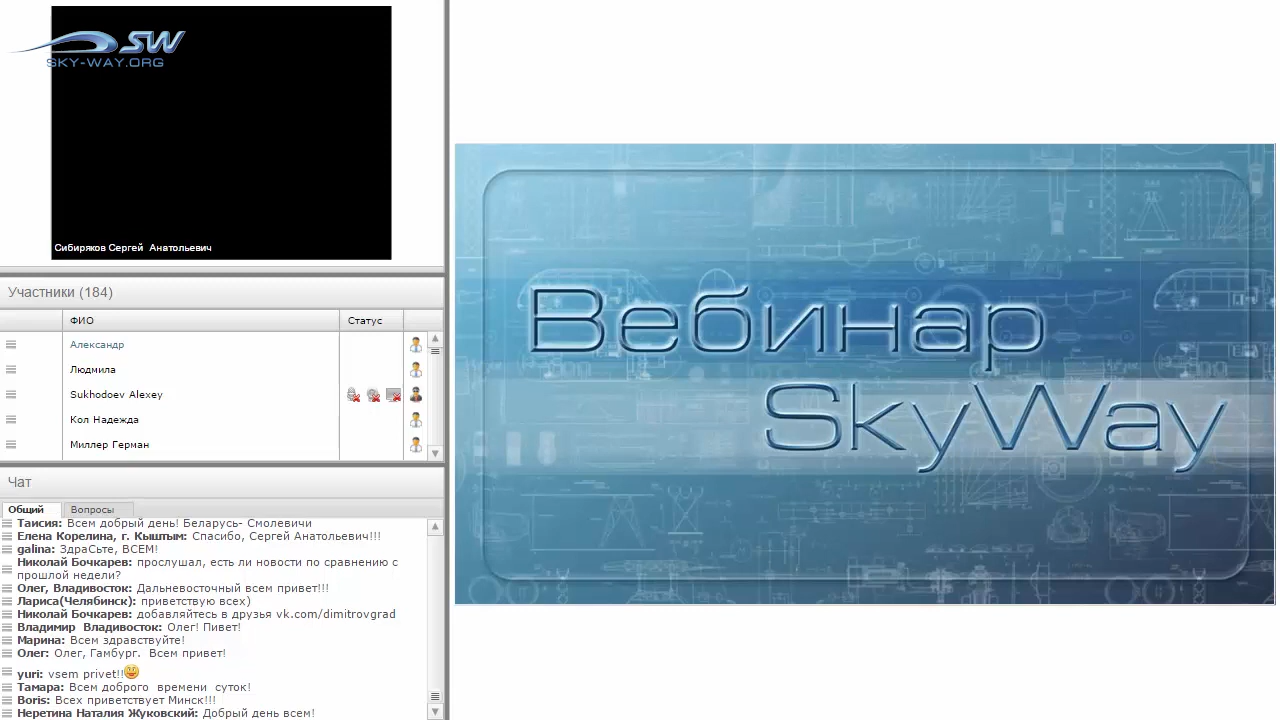 SW
SKY-WAY.ORG
Сибиряков Сергей Анатольевич
Участники (184)
ФИО Статус
Александр
Людмила
Sukhodoev Alexey
Кол Надежда
Миллер Герман
Чат
Общий Вопросы
Таисия: Всем добрый день! Беларусь- Смолевичи
Елена Корелина, г. Кыштым: Спасибо, Сергей Анатольевич!!!
galina: ЗдраСьте, ВСЕМ!
Николай Бочкарев: прослушал, есть ли новости по сравнению с
прошлой недели?
Олег, Владивосток: Дальневосточный всем привет!!!
Лариса(Челябинск): приветствую всех)
Николай Бочкарев: добавляйтесь в друзья vk.com/dimitrovgrad
Владимир Владивосток: Олег! Пивет!
Марина: Всем здравствуйте!
Олег: Олег, Гамбург. Всем привет!
yuri: vsem privet!!
Тамара: Всем доброго времени суток!
Boris: Всех приветствует Минск!!!
Неретина Наталия Жуковский: Добрый день всем!
Вебинар
SkyWay